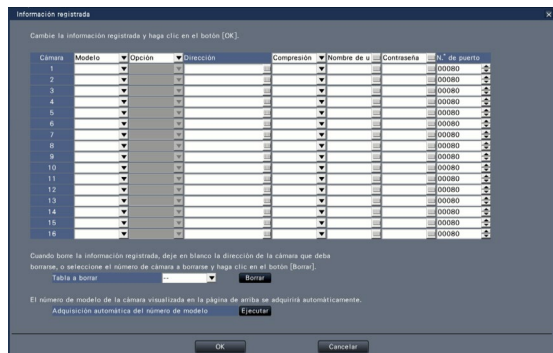 Información registrada
Cambie la información registrada y haga clic en el botón [OK].
Cámara Modelo Opción Dirección Compresión Nombre de u Contraseña N.° de puerto
1 00080
2 00080
3 00080
4 00080
5 00080
6 00080
7 00080
8 00080
9 00080
10 00080
11 00080
12 00080
13 00080
14 00080
15 00080
16 00080
Cuando borre la información registrada, deje en blanco la dirección de la cámara que deba
borrarse, o seleccione el número de cámara a borrarse y haga clic en el botón [Borrar].
Tabla a borrar -- Borrar
El número de modelo de la cámara visualizada en la página de arriba se adquirirá automáticamente.
Adquisición automática del número de modelo Ejecutar
OK Cancelar